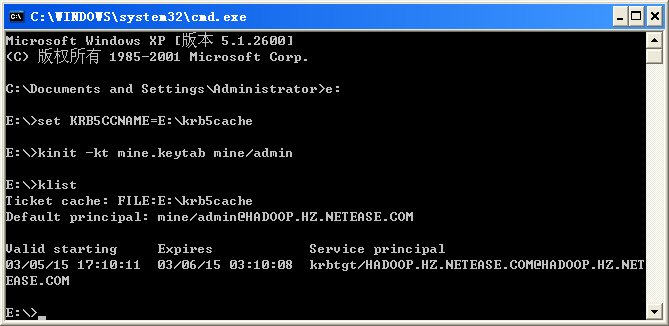 C:\WINDOWS\system32\cmd.exe
Microsoft Windows XP [版本 5.1.2600]
(C) 版权所有 1985-2001 Microsoft Corp.
C:\Documents and Settings\Administrator>e:
E:\>set KRB5CCNAME=E:\krb5cache
E:\>kinit -kt mine.keytab mine/admin
E:\>klist
Ticket cache: FILE:E:\krb5cache
Default principal: mine/admin@HADOOP.HZ.NETEASE.COM
Valid starting     Expires            Service principal
03/05/15 17:10:11  03/06/15 03:10:08  krbtgt/HADOOP.HZ.NETEASE.COM@HADOOP.HZ.NET
EASE.COM
E:\>_